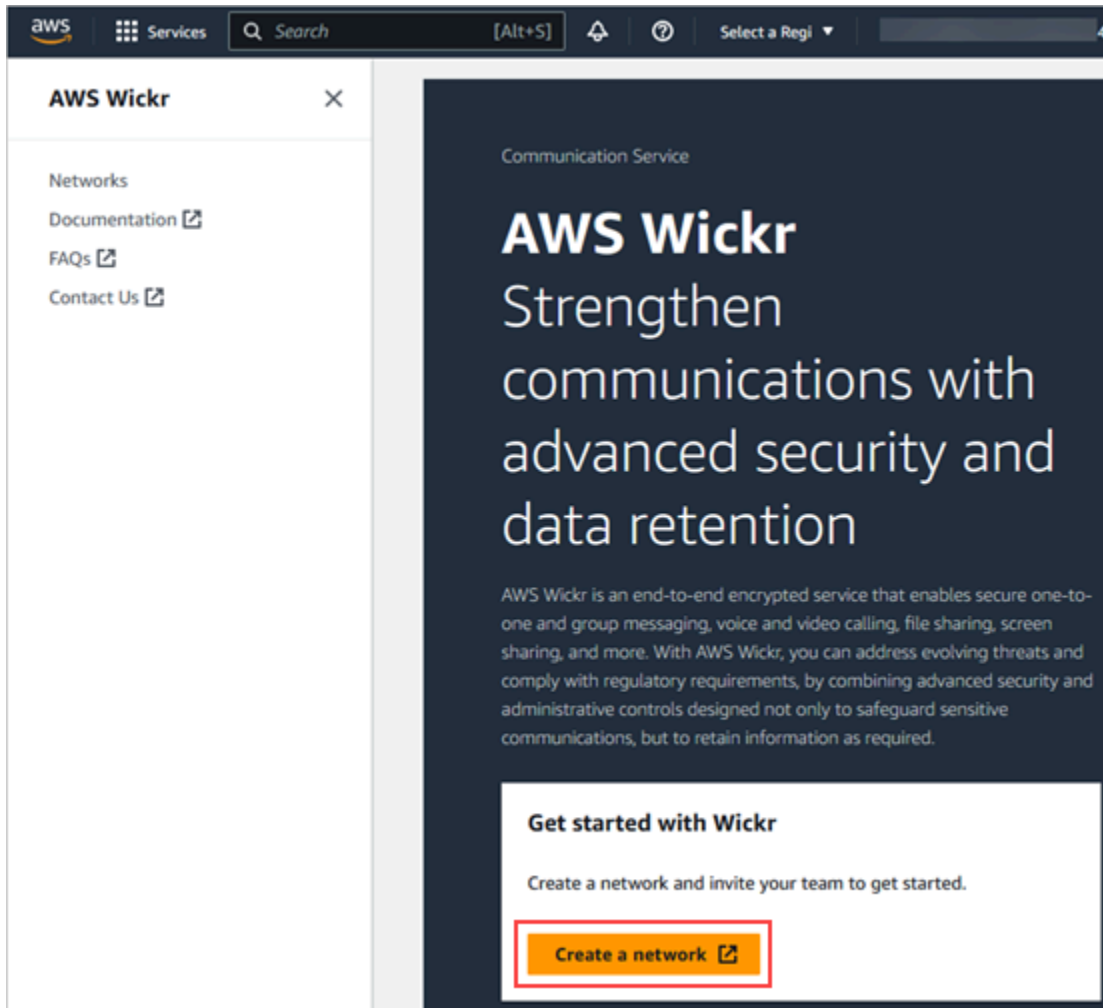 aws Services Search [Alt+S] Select a Regi
AWS Wickr
Networks
Documentation
FAQs
Contact Us
Communication Service
AWS Wickr
Strengthen
communications with
advanced security and
data retention
AWS Wickr is an end-to-end encrypted service that enables secure one-to-
one and group messaging, voice and video calling, file sharing, screen
sharing, and more. With AWS Wickr, you can address evolving threats and
comply with regulatory requirements, by combining advanced security and
administrative controls designed not only to safeguard sensitive
communications, but to retain information as required.
Get started with Wickr
Create a network and invite your team to get started.
Create a network